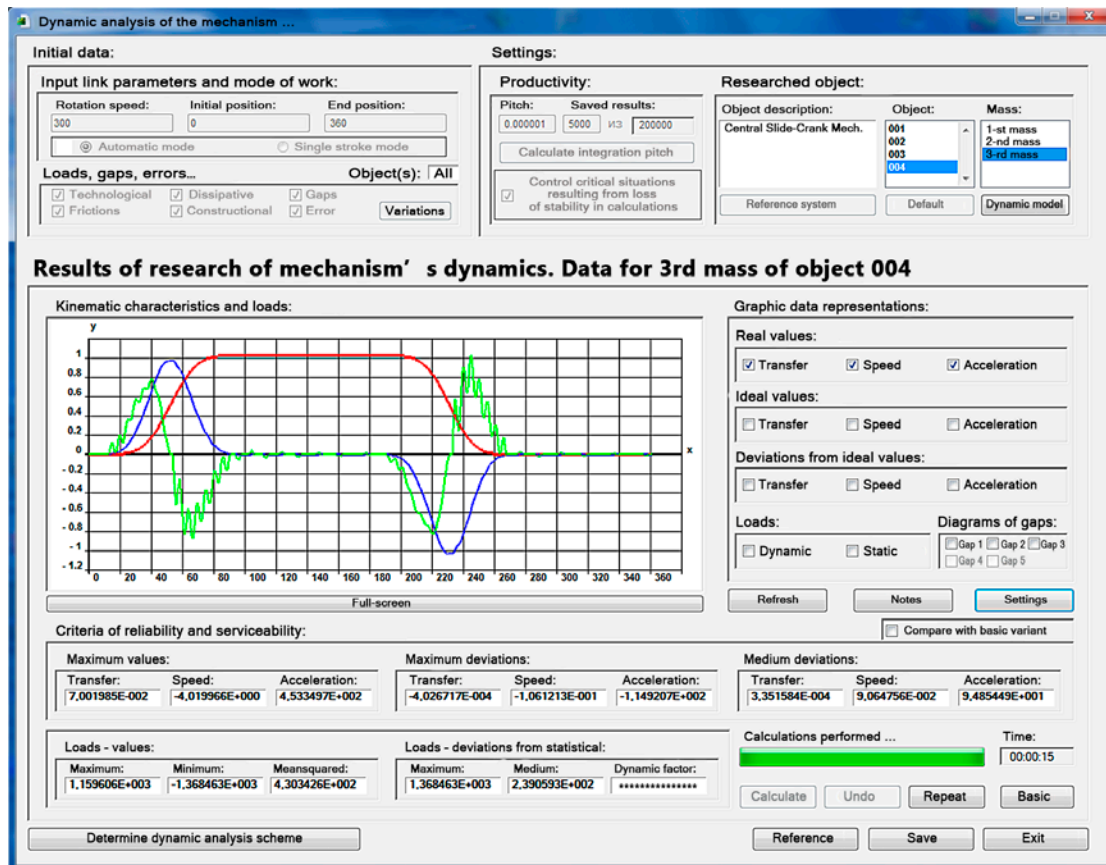 Dynamic analysis of the mechanism ...
Initial data:
Settings:
Input link parameters and mode of work:
Rotation speed: Initial position: End position:
300 0 360
Automatic mode Single stroke mode
Loads, gaps, errors... Object(s): All
Technological Dissipative Gaps
Frictions Constructional Error Variations
Productivity:
Pitch: Saved results:
0.000001 5000 из 200000
Calculate integration pitch
Control critical situations
resulting from loss
of stability in calculations
Researched object:
Object description: Object: Mass:
Central Slide-Crank Mech.
001
002
003
004
1-st mass
2-nd mass
3-rd mass
Reference system Default Dynamic model
Results of research of mechanism's dynamics. Data for 3rd mass of object 004
Kinematic characteristics and loads:
y
1
0.8
0.6
0.4
0.2
0
- 0.2
- 0.4
- 0.6
- 0.8
- 1
- 1.2
x
0 20 40 60 80 100 120 140 160 180 200 220 240 260 280 300 320 340 360
Full-screen
Graphic data representations:
Real values:
Transfer Speed Acceleration
Ideal values:
Transfer Speed Acceleration
Deviations from ideal values:
Transfer Speed Acceleration
Loads: Diagrams of gaps:
Dynamic Static
Gap 1 Gap 2 Gap 3
Gap 4 Gap 5
Refresh Notes Settings
Compare with basic variant
Criteria of reliability and serviceability:
Maximum values:
Transfer: Speed: Acceleration:
7,001985E-002 -4,019966E+000 4,533497E+002
Maximum deviations:
Transfer: Speed: Acceleration:
-4,026717E-004 -1,061213E-001 -1,149207E+002
Medium deviations:
Transfer: Speed: Acceleration:
3,351584E-004 9,064756E-002 9,485449E+001
Loads - values:
Maximum: Minimum: Meansquared:
1,159606E+003 -1,368463E+003 4,303426E+002
Loads - deviations from statistical:
Maximum: Medium: Dynamic factor:
1,368463E+003 2,390593E+002 ***************
Calculations performed ... Time:
00:00:15
Calculate Undo Repeat Basic
Determine dynamic analysis scheme Reference Save Exit